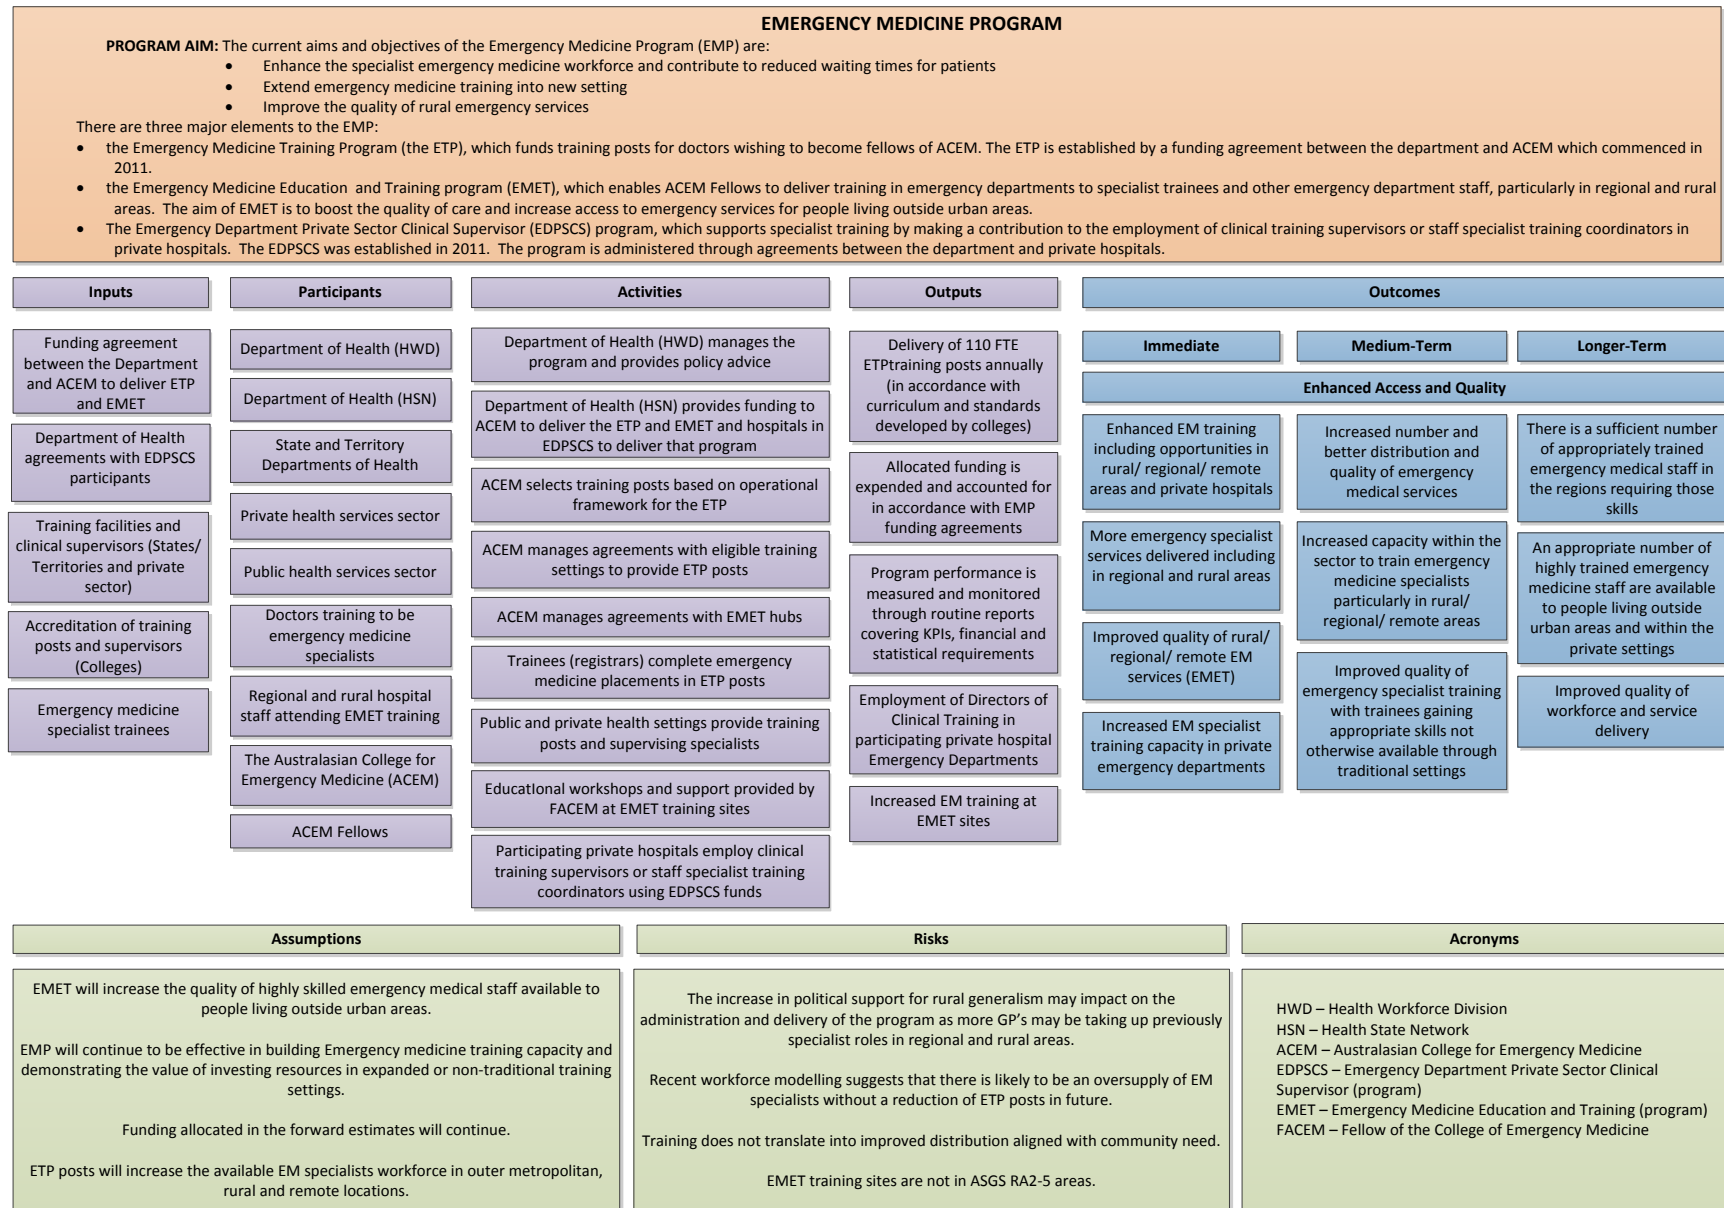 EMERGENCY MEDICINE PROGRAM
PROGRAM AIM: The current aims and objectives of the Emergency Medicine Program (EMP) are:
• Enhance the specialist emergency medicine workforce and contribute to reduced waiting times for patients
• Extend emergency medicine training into new setting
• Improve the quality of rural emergency services
There are three major elements to the EMP:
• the Emergency Medicine Training Program (the ETP), which funds training posts for doctors wishing to become fellows of ACEM. The ETP is established by a funding agreement between the department and ACEM which commenced in
2011.
• the Emergency Medicine Education and Training program (EMET), which enables ACEM Fellows to deliver training in emergency departments to specialist trainees and other emergency department staff, particularly in regional and rural
areas. The aim of EMET is to boost the quality of care and increase access to emergency services for people living outside urban areas.
• The Emergency Department Private Sector Clinical Supervisor (EDPSCS) program, which supports specialist training by making a contribution to the employment of clinical training supervisors or staff specialist training coordinators in
private hospitals. The EDPSCS was established in 2011. The program is administered through agreements between the department and private hospitals.
Inputs
Funding agreement
between the Department
and ACEM to deliver ETP
and EMET
Department of Health
agreements with EDPSCS
participants
Training facilities and
clinical supervisors (States/
Territories and private
sector)
Accreditation of training
posts and supervisors
(Colleges)
Emergency medicine
specialist trainees
Participants
Department of Health (HWD)
Department of Health (HSN)
State and Territory
Departments of Health
Private health services sector
Public health services sector
Doctors training to be
emergency medicine
specialists
Regional and rural hospital
staff attending EMET training
The Australasian College for
Emergency Medicine (ACEM)
ACEM Fellows
Activities
Department of Health (HWD) manages the
program and provides policy advice
Department of Health (HSN) provides funding to
ACEM to deliver the ETP and EMET and hospitals in
EDPSCS to deliver that program
ACEM selects training posts based on operational
framework for the ETP
ACEM manages agreements with eligible training
settings to provide ETP posts
ACEM manages agreements with EMET hubs
Trainees (registrars) complete emergency
medicine placements in ETP posts
Public and private health settings provide training
posts and supervising specialists
EducatIonal workshops and support provided by
FACEM at EMET training sites
Participating private hospitals employ clinical
training supervisors or staff specialist training
coordinators using EDPSCS funds
Outputs
Delivery of 110 FTE
ETPtraining posts annually
(in accordance with
curriculum and standards
developed by colleges)
Allocated funding is
expended and accounted for
in accordance with EMP
funding agreements
Program performance is
measured and monitored
through routine reports
covering KPIs, financial and
statistical requirements
Employment of Directors of
Clinical Training in
participating private hospital
Emergency Departments
Increased EM training at
EMET sites
Outcomes
Immediate
Medium-Term
Longer-Term
Enhanced Access and Quality
Enhanced EM training
including opportunities in
rural/ regional/ remote
areas and private hospitals
More emergency specialist
services delivered including
in regional and rural areas
Improved quality of rural/
regional/ remote EM
services (EMET)
Increased EM specialist
training capacity in private
emergency departments
Increased number and
better distribution and
quality of emergency
medical services
Increased capacity within the
sector to train emergency
medicine specialists
particularly in rural/
regional/ remote areas
Improved quality of
emergency specialist training
with trainees gaining
appropriate skills not
otherwise available through
traditional settings
There is a sufficient number
of appropriately trained
emergency medical staff in
the regions requiring those
skills
An appropriate number of
highly trained emergency
medicine staff are available
to people living outside
urban areas and within the
private settings
Improved quality of
workforce and service
delivery
Assumptions
EMET will increase the quality of highly skilled emergency medical staff available to
people living outside urban areas.
EMP will continue to be effective in building Emergency medicine training capacity and
demonstrating the value of investing resources in expanded or non-traditional training
settings.
Funding allocated in the forward estimates will continue.
ETP posts will increase the available EM specialists workforce in outer metropolitan,
rural and remote locations.
Risks
The increase in political support for rural generalism may impact on the
administration and delivery of the program as more GP's may be taking up previously
specialist roles in regional and rural areas.
Recent workforce modelling suggests that there is likely to be an oversupply of EM
specialists without a reduction of ETP posts in future.
Training does not translate into improved distribution aligned with community need.
EMET training sites are not in ASGS RA2-5 areas.
Acronyms
HWD – Health Workforce Division
HSN – Health State Network
ACEM – Australasian College for Emergency Medicine
EDPSCS – Emergency Department Private Sector Clinical
Supervisor (program)
EMET – Emergency Medicine Education and Training (program)
FACEM – Fellow of the College of Emergency Medicine